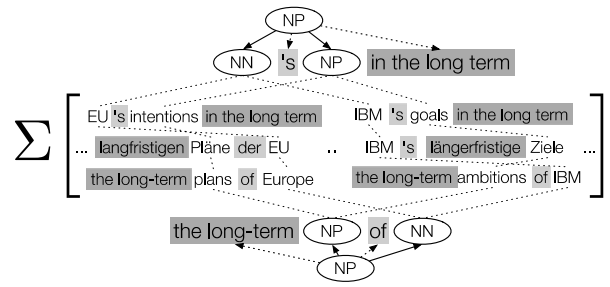 NP
NN 's NP in the long term
∑
EU 's intentions in the long term IBM 's goals in the long term
... langfristigen Pläne der EU .. IBM 's längerfristige Ziele ...
the long-term plans of Europe the long-term ambitions of IBM
the long-term NP of NN
NP